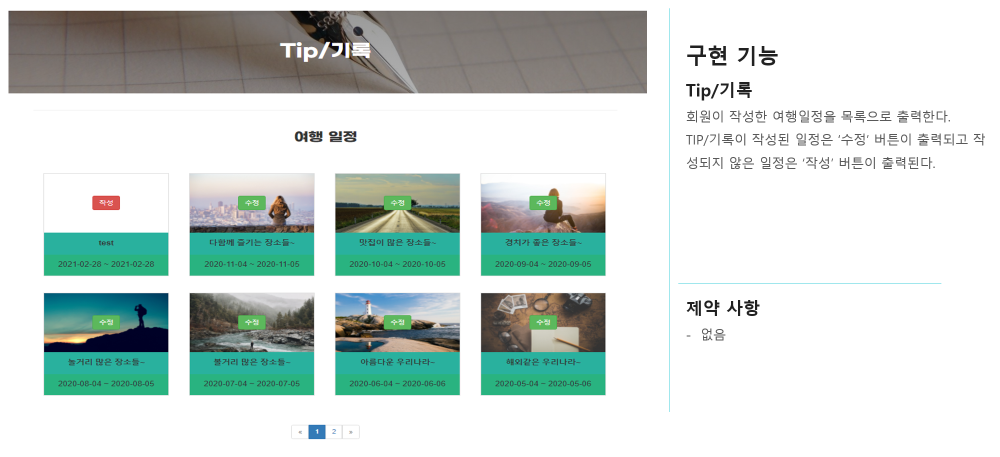 Tip/기록
여행 일정
작성
수정
수정
수정
test
다함께 즐기는 장소들~
맛집이 많은 장소들~
경치가 좋은 장소들~
2021-02-28 ~ 2021-02-28
2020-11-04 ~ 2020-11-05
2020-10-04 ~ 2020-10-05
2020-09-04 ~ 2020-09-05
수정
수정
수정
수정
놀거리 많은 장소들~
볼거리 많은 장소들~
아름다운 우리나라~
해외같은 우리나라~
2020-08-04 ~ 2020-08-05
2020-07-04 ~ 2020-07-05
2020-06-04 ~ 2020-06-06
2020-05-04 ~ 2020-05-06
« 1 2 »
구현 기능
Tip/기록
회원이 작성한 여행일정을 목록으로 출력한다.
TIP/기록이 작성된 일정은 ‘수정’ 버튼이 출력되고 작
성되지 않은 일정은 ‘작성’ 버튼이 출력된다.
제약 사항
- 없음